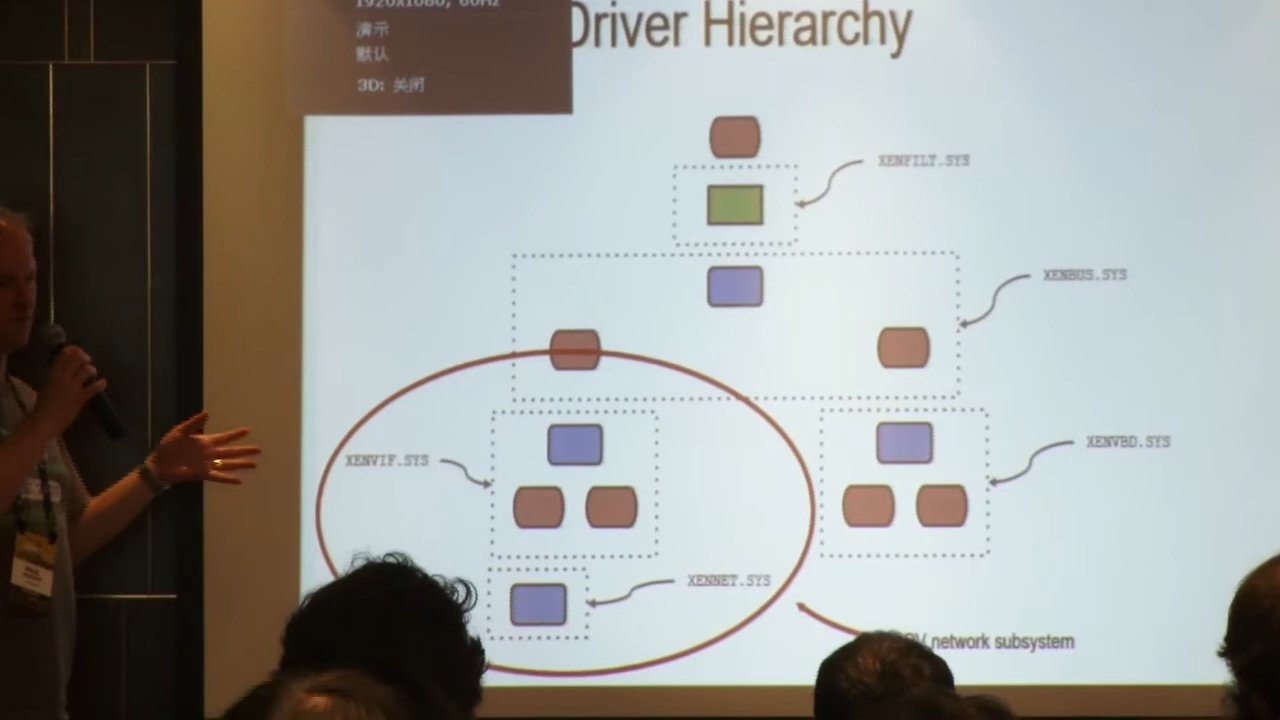 1920x1080, 60Hz
演示
默认
3D: 关闭
Driver Hierarchy
XENFILT.SYS
XENBUS.SYS
XENVIF.SYS
XENVBD.SYS
XENNET.SYS
PV network subsystem